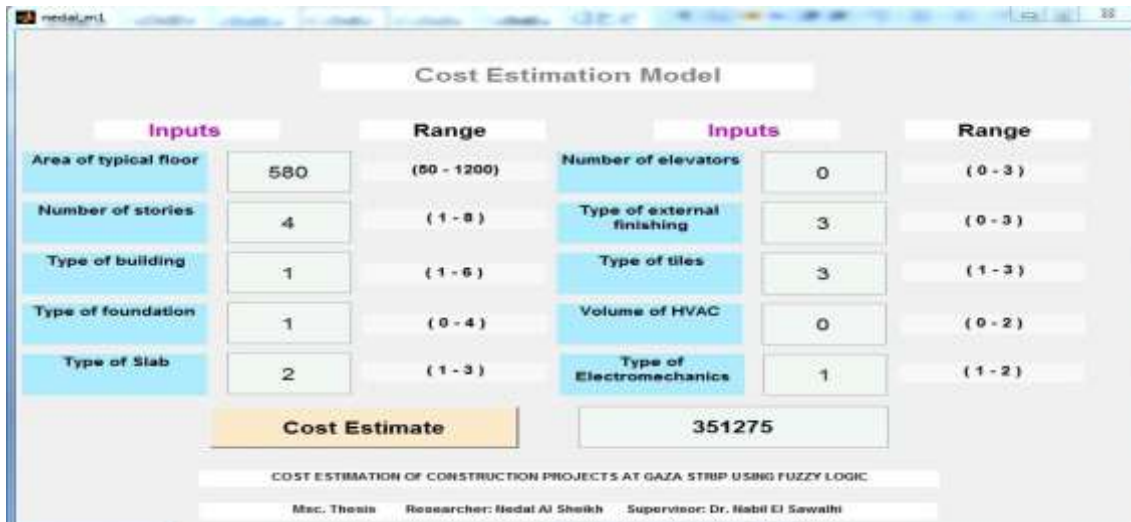 nedal_m1
Cost Estimation Model
Inputs Range Inputs Range
Area of typical floor 580 (50 - 1200) Number of elevators 0 ( 0 - 3 )
Number of stories 4 ( 1 - 8 ) Type of external finishing 3 ( 0 - 3 )
Type of building 1 ( 1 - 6 ) Type of tiles 3 ( 1 - 3 )
Type of foundation 1 ( 0 - 4 ) Volume of HVAC 0 ( 0 - 2 )
Type of Slab 2 ( 1 - 3 ) Type of Electromechanics 1 ( 1 - 2 )
Cost Estimate 351275
COST ESTIMATION OF CONSTRUCTION PROJECTS AT GAZA STRIP USING FUZZY LOGIC
Msc. Thesis Researcher: Nedal Al Sheikh Supervisor: Dr. Nabil El Sawalhi